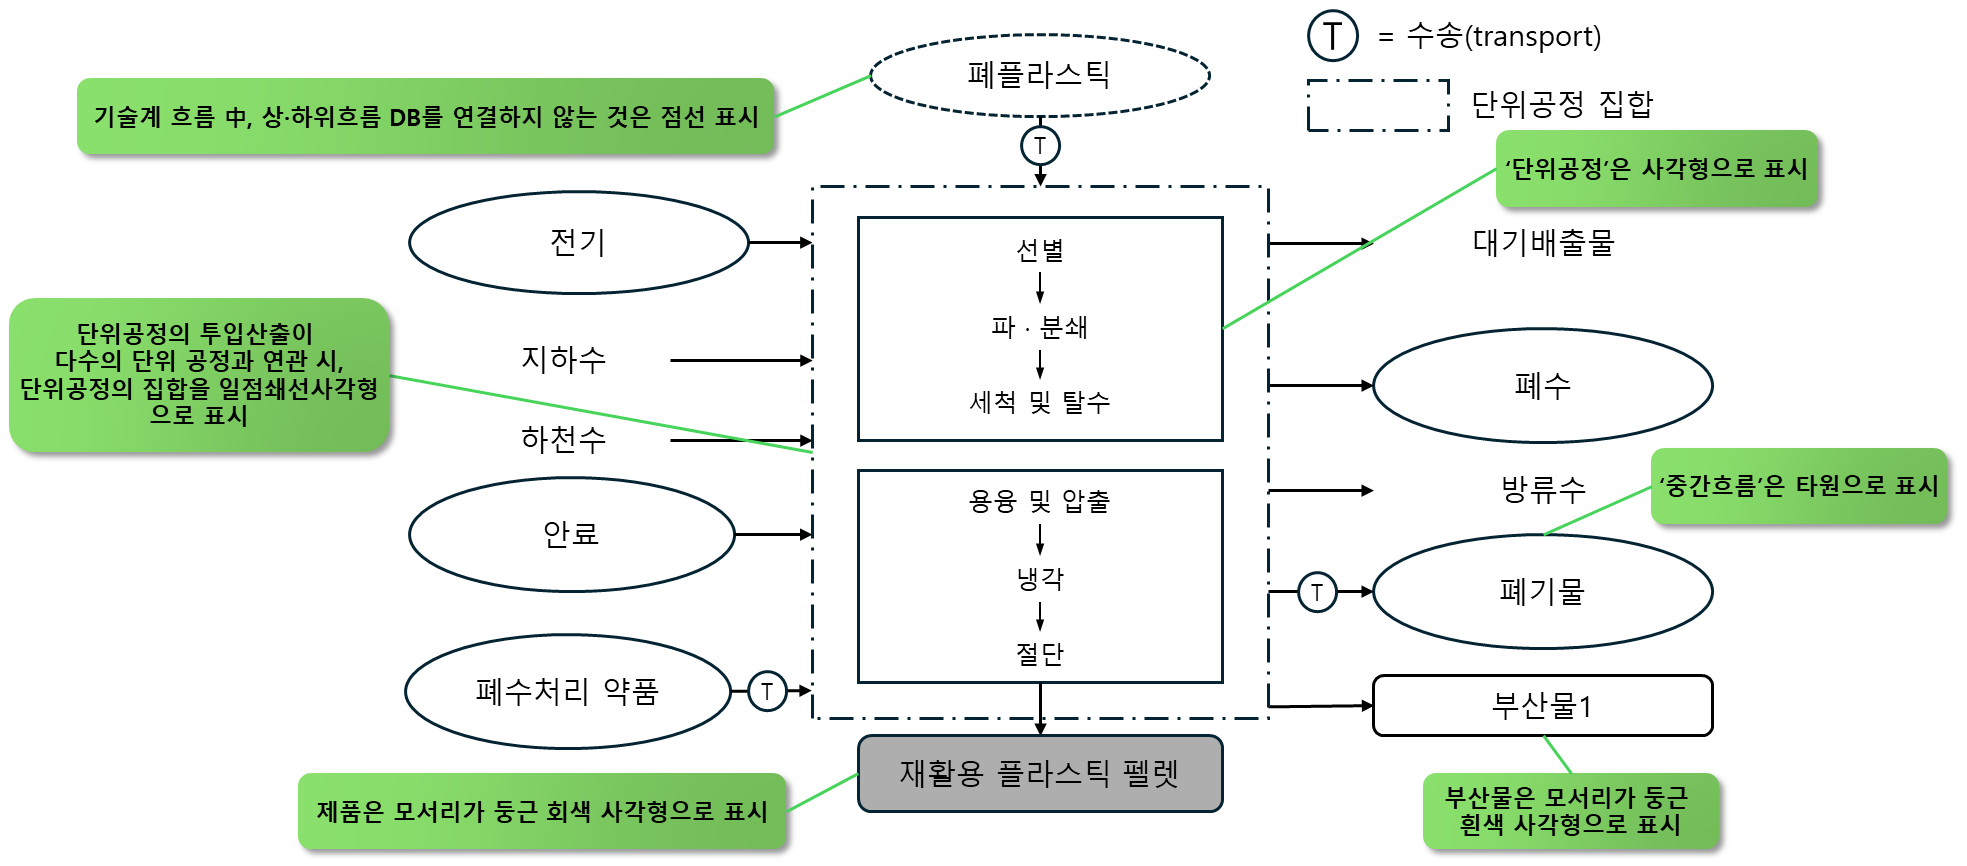 T = 수송(transport)
폐플라스틱
기술계 흐름 中, 상·하위흐름 DB를 연결하지 않는 것은 점선 표시
단위공정 집합
T
'단위공정'은 사각형으로 표시
전기
선별
대기배출물
파 · 분쇄
단위공정의 투입산출이
다수의 단위 공정과 연관 시,
단위공정의 집합을 일점쇄선사각형
으로 표시
지하수
세척 및 탈수
폐수
하천수
용융 및 압출
방류수
'중간흐름'은 타원으로 표시
안료
냉각
T
폐기물
절단
폐수처리 약품
T
부산물1
재활용 플라스틱 펠렛
제품은 모서리가 둥근 회색 사각형으로 표시
부산물은 모서리가 둥근
흰색 사각형으로 표시